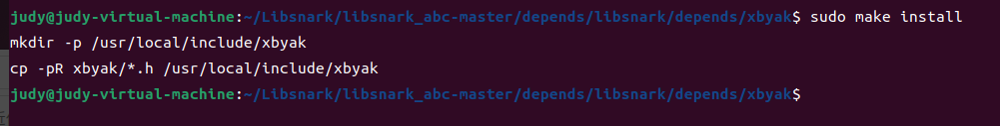 judy@judy-virtual-machine:~/Libsnark/libsnark_abc-master/depends/libsnark/depends/xbyak$ sudo make install
mkdir -p /usr/local/include/xbyak
cp -pR xbyak/*.h /usr/local/include/xbyak
judy@judy-virtual-machine:~/Libsnark/libsnark_abc-master/depends/libsnark/depends/xbyak$